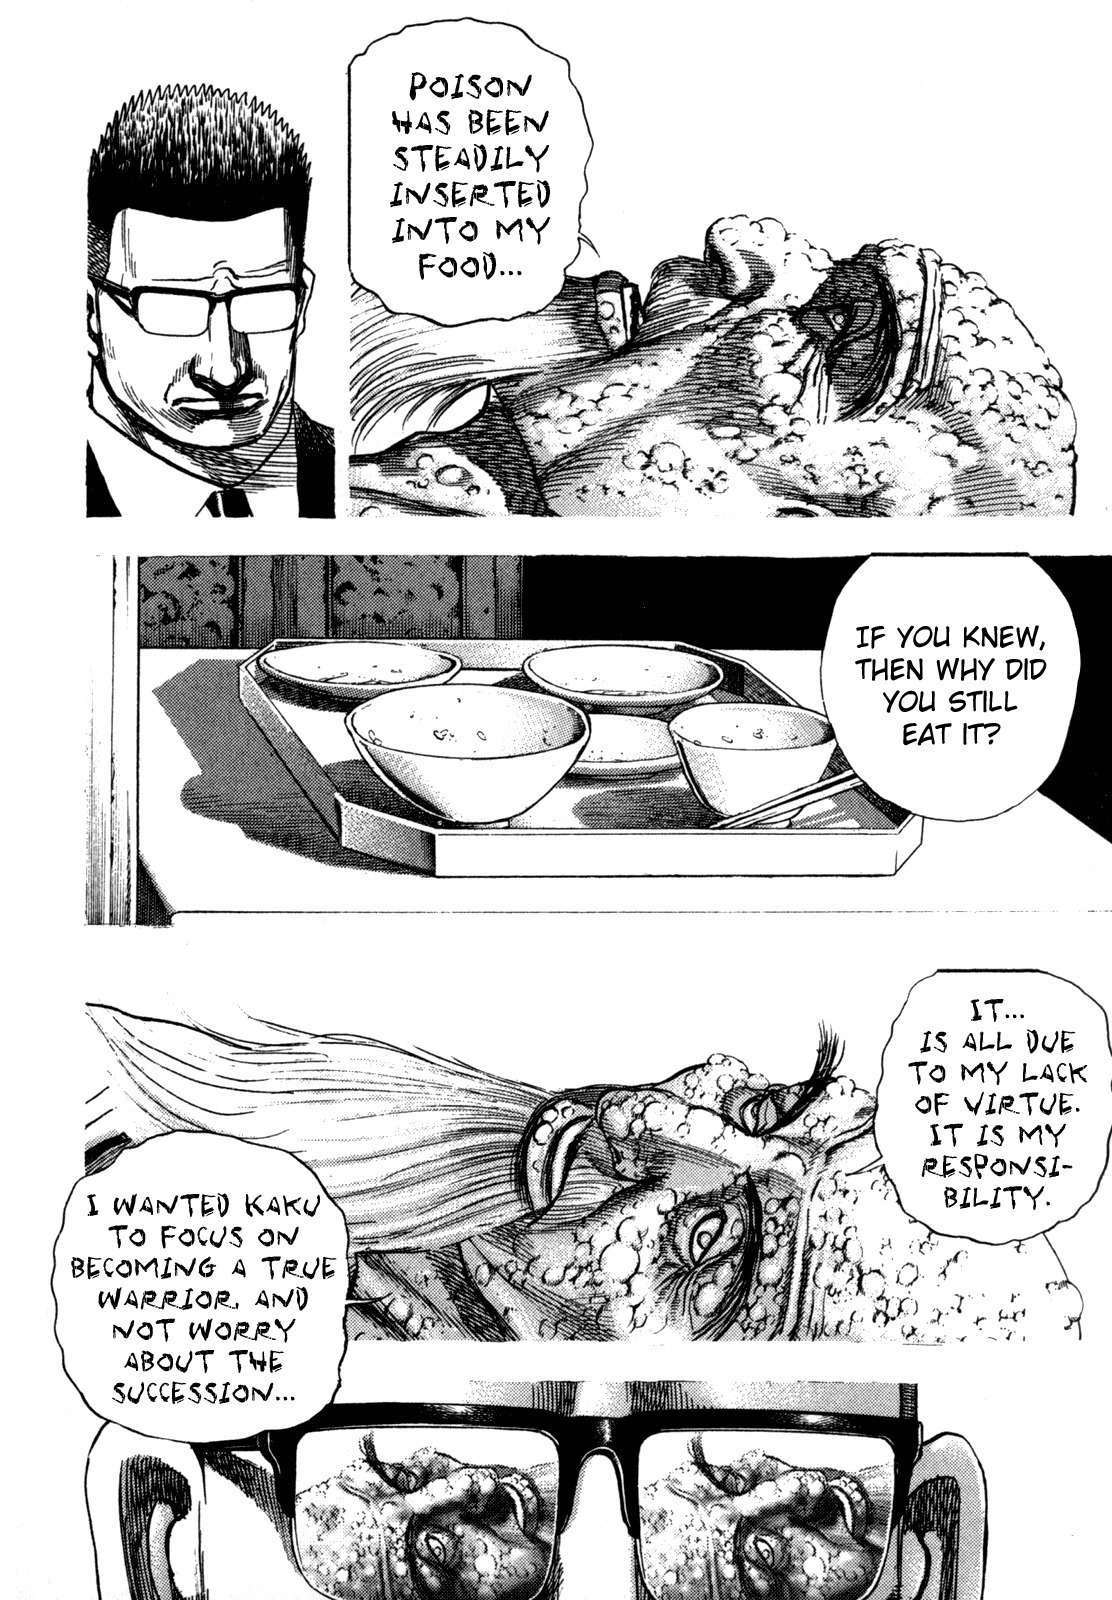 POISON
HAS BEEN
STEADILY
INSERTED
INTO MY
FOOD...
IF YOU KNEW,
THEN WHY DID
YOU STILL
EAT IT?
IT...
IS ALL DUE
TO MY LACK
OF VIRTUE.
IT IS MY
RESPONSI-
BILITY.
I WANTED KAKU
TO FOCUS ON
BECOMING A TRUE
WARRIOR, AND
NOT WORRY
ABOUT THE
SUCCESSION...